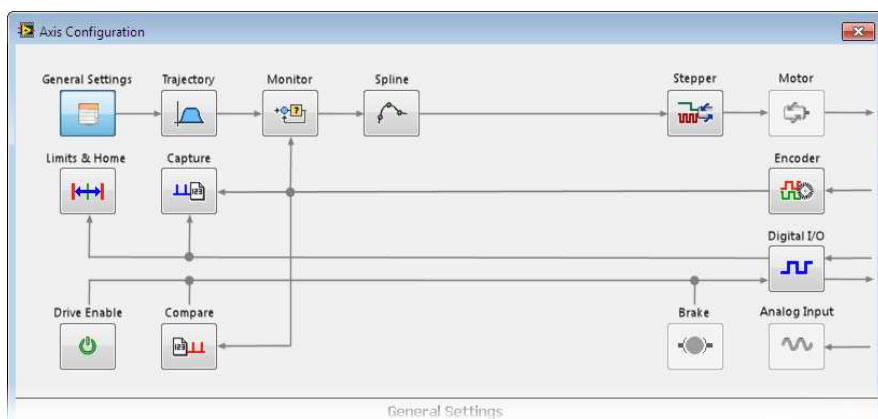 Axis Configuration
General Settings Trajectory Monitor Spline Stepper Motor
Limits & Home Capture Encoder
Digital I/O
Drive Enable Compare Brake Analog Input
General Settings